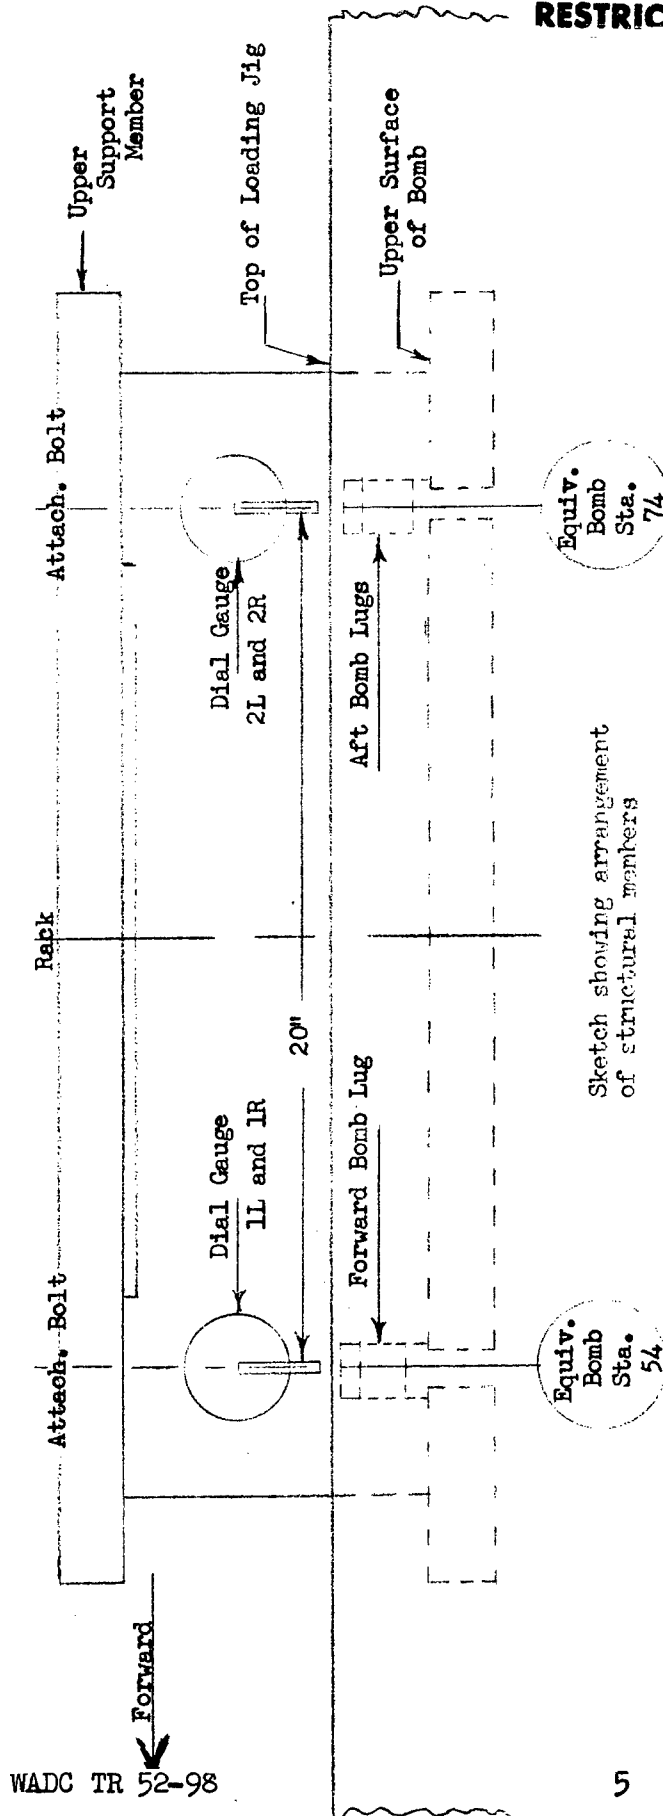 RESTRIC
Upper
Support
Member
Top of Loading Jig
Upper Surface
of Bomb
Attach. Bolt
Dial Gauge
2L and 2R
Aft Bomb Lugs
Equiv.
Bomb
Sta.
74
Rack
20"
Sketch showing arrangement
of structural members
Attach. Bolt
Dial Gauge
1L and 1R
Forward Bomb Lug
Equiv.
Bomb
Sta.
54
Forward
WADC TR 52-98
5